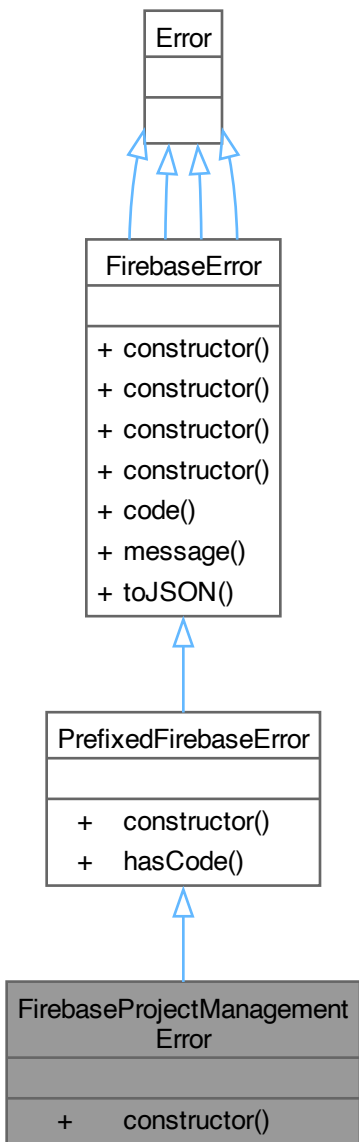 Error
FirebaseError
+ constructor()
+ constructor()
+ constructor()
+ constructor()
+ code()
+ message()
+ toJSON()
PrefixedFirebaseError
+ constructor()
+ hasCode()
FirebaseProjectManagement
Error
+ constructor()